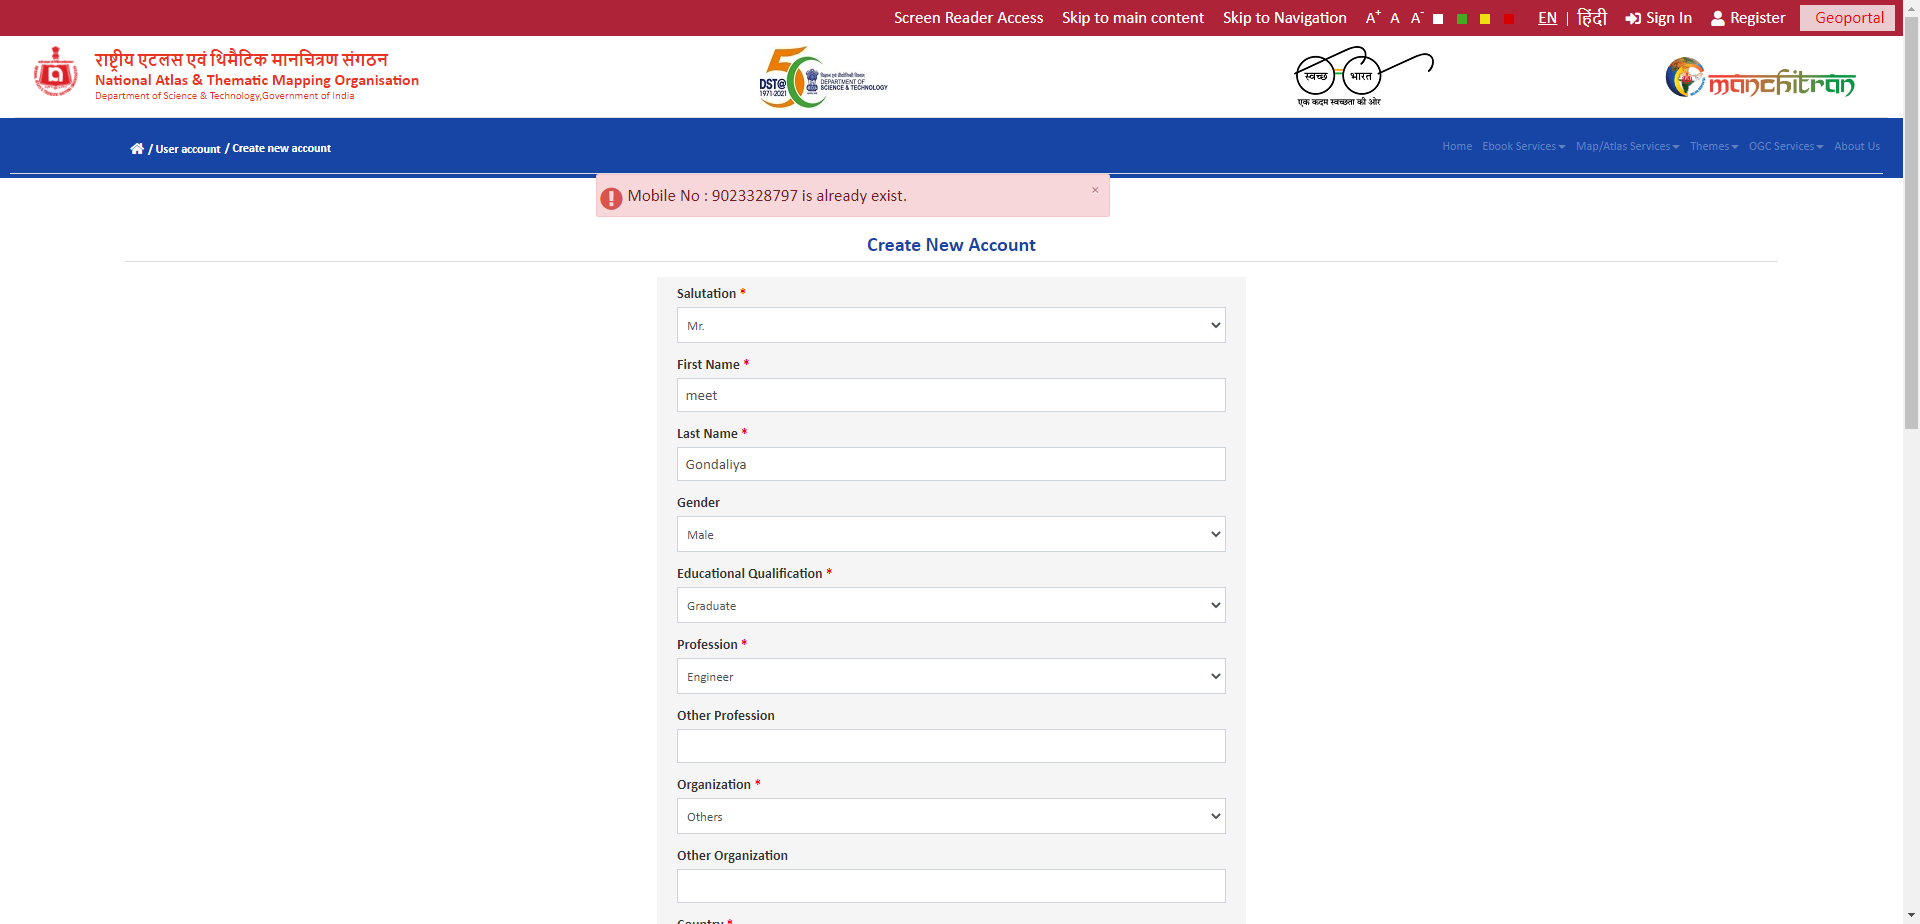 Screen Reader Access Skip to main content Skip to Navigation A+ A A- EN | हिंदी Sign In Register Geoportal
राष्ट्रीय एटलस एवं थिमैटिक मानचित्रण संगठन
National Atlas & Thematic Mapping Organisation
Department of Science & Technology,Government of India
50
DST@
1971-2021
विज्ञान एवं प्रौद्योगिकी विभाग
DEPARTMENT OF
SCIENCE & TECHNOLOGY
स्वच्छ भारत
एक कदम स्वच्छता की ओर
manchitran
/ User account / Create new account
Home Ebook Services Map/Atlas Services Themes OGC Services About Us
Mobile No : 9023328797 is already exist. ×
Create New Account
Salutation *
Mr.
First Name *
meet
Last Name *
Gondaliya
Gender
Male
Educational Qualification *
Graduate
Profession *
Engineer
Other Profession
Organization *
Others
Other Organization
Country *